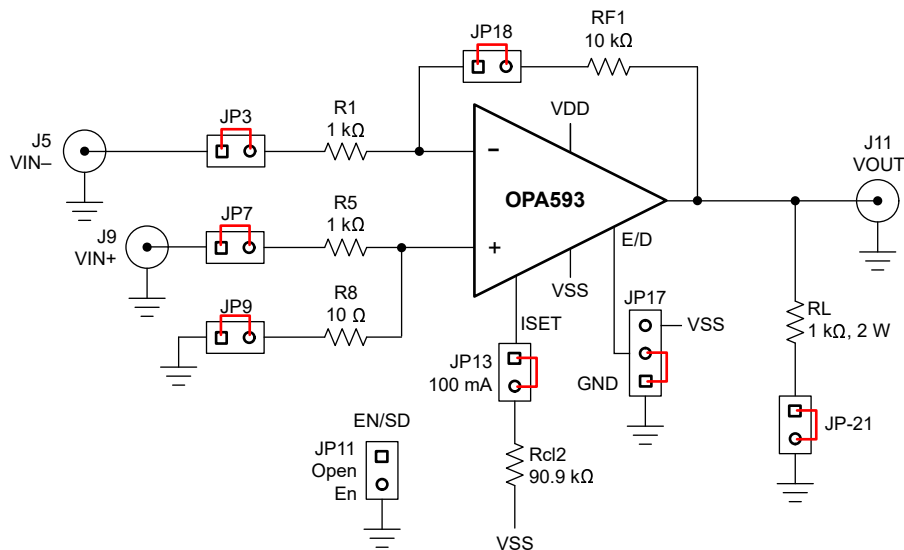 JP18
RF1
10 kΩ
JP3
R1
1 kΩ
VDD
J5
VIN–
–
J11
VOUT
OPA593
JP7
R5
1 kΩ
J9
VIN+
+
E/D
VSS
JP9
R8
10 Ω
ISET
JP17
VSS
RL
1 kΩ, 2 W
JP13
100 mA
GND
JP-21
EN/SD
JP11
Open
En
Rcl2
90.9 kΩ
VSS